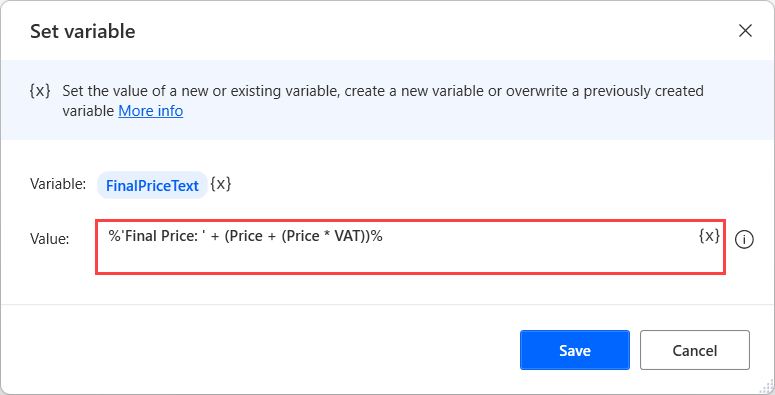 Set variable
{x} Set the value of a new or existing variable, create a new variable or overwrite a previously created
variable More info
Variable: FinalPriceText {x}
Value: %'Final Price: ' + (Price + (Price * VAT))% {x}
Save Cancel